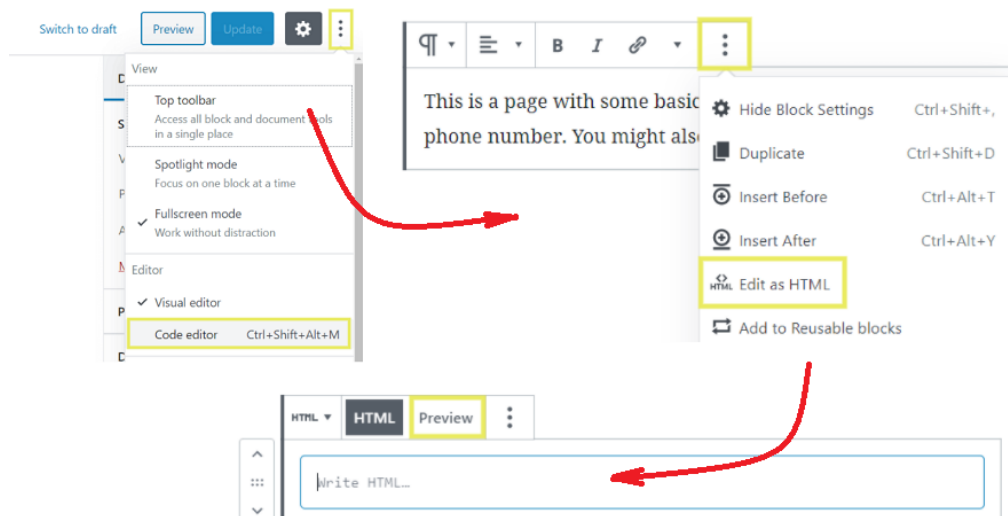 Switch to draft Preview Update
View
Top toolbar
Access all block and document tools
in a single place
Spotlight mode
Focus on one block at a time
Fullscreen mode
Work without distraction
Editor
Visual editor
Code editor Ctrl+Shift+Alt+M
B I
This is a page with some basic
phone number. You might als
Hide Block Settings Ctrl+Shift+,
Duplicate Ctrl+Shift+D
Insert Before Ctrl+Alt+T
Insert After Ctrl+Alt+Y
HTML Edit as HTML
Add to Reusable blocks
HTML HTML Preview
Write HTML…